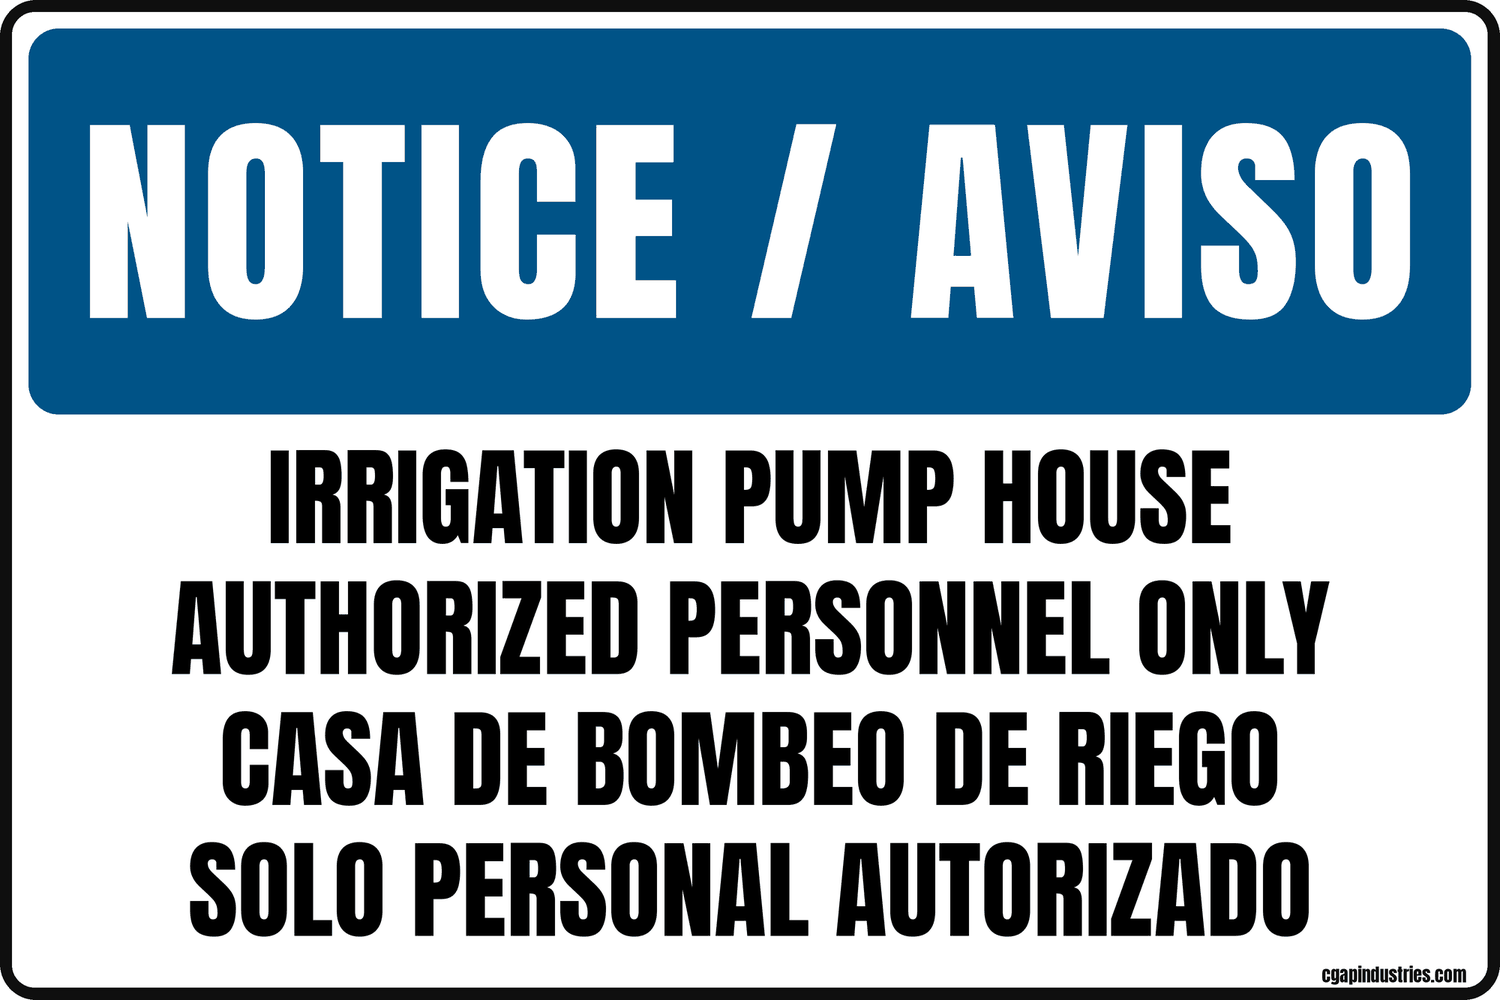 NOTICE / AVISO
IRRIGATION PUMP HOUSE
AUTHORIZED PERSONNEL ONLY
CASA DE BOMBEO DE RIEGO
SOLO PERSONAL AUTORIZADO
cgapindustries.com